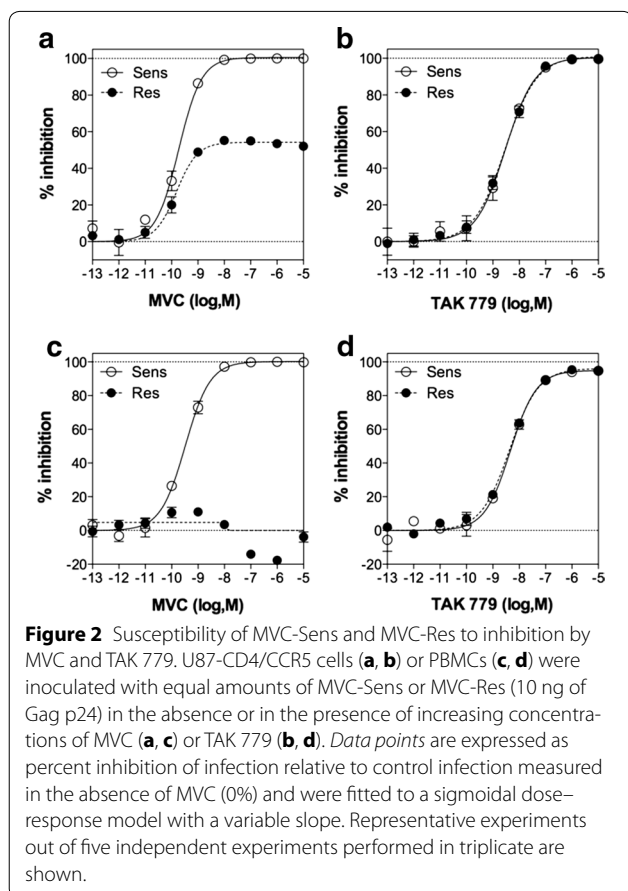 a
b
100
80
60
40
20
0
% inhibition
Sens
Res
-13 -12 -11 -10 -9 -8 -7 -6 -5
MVC (log,M)
100
80
60
40
20
0
% inhibition
Sens
Res
-13 -12 -11 -10 -9 -8 -7 -6 -5
TAK 779 (log,M)
c
d
100
80
60
40
20
0
-20
% inhibition
Sens
Res
-13 -12 -11 -10 -9 -8 -7 -6 -5
MVC (log,M)
100
80
60
40
20
0
-20
% inhibition
Sens
Res
-13 -12 -11 -10 -9 -8 -7 -6 -5
TAK 779 (log,M)
Figure 2 Susceptibility of MVC-Sens and MVC-Res to inhibition by
MVC and TAK 779. U87-CD4/CCR5 cells (a, b) or PBMCs (c, d) were
inoculated with equal amounts of MVC-Sens or MVC-Res (10 ng of
Gag p24) in the absence or in the presence of increasing concentra-
tions of MVC (a, c) or TAK 779 (b, d). Data points are expressed as
percent inhibition of infection relative to control infection measured
in the absence of MVC (0%) and were fitted to a sigmoidal dose–
response model with a variable slope. Representative experiments
out of five independent experiments performed in triplicate are
shown.